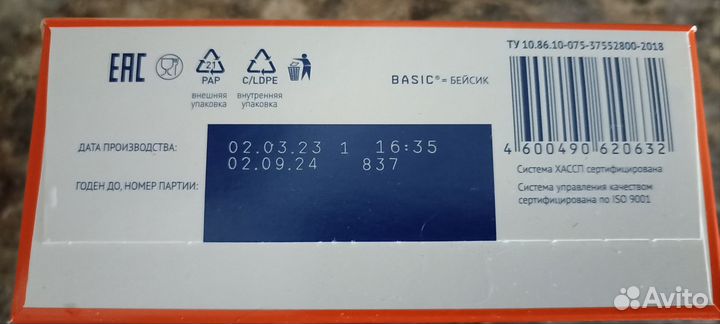 ТУ 10.86.10-075-37552800-2018
EAC
21
PAP
C/LDPE
внешняя
упаковка
внутренняя
упаковка
BASIC® = БЕЙСИК
ДАТА ПРОИЗВОДСТВА:
02.03.23 1 16:35
02.09.24 837
ГОДЕН ДО, НОМЕР ПАРТИИ:
4 600490 620632
Система ХАССП сертифицирована
Система управления качеством
сертифицирована по ISO 9001
Avito